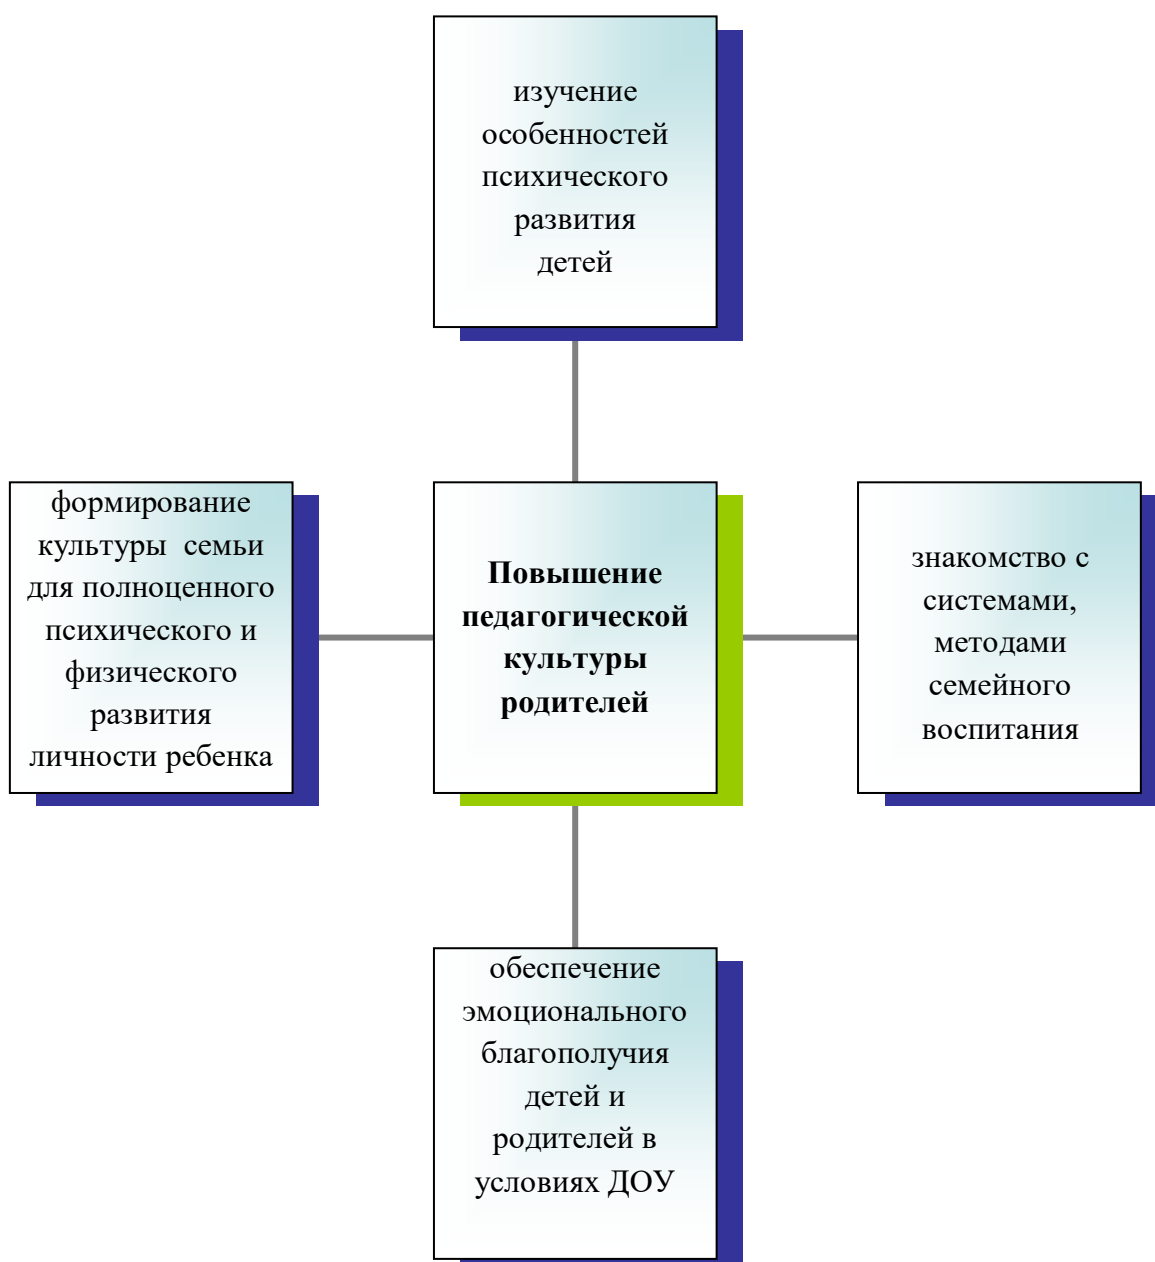 изучение
особенностей
психического
развития
детей
формирование
культуры  семьи
для полноценного
психического и
физического
развития
личности ребенка
Повышение
педагогической
культуры
родителей
знакомство с
системами,
методами
семейного
воспитания
обеспечение
эмоционального
благополучия
детей и
родителей в
условиях ДОУ